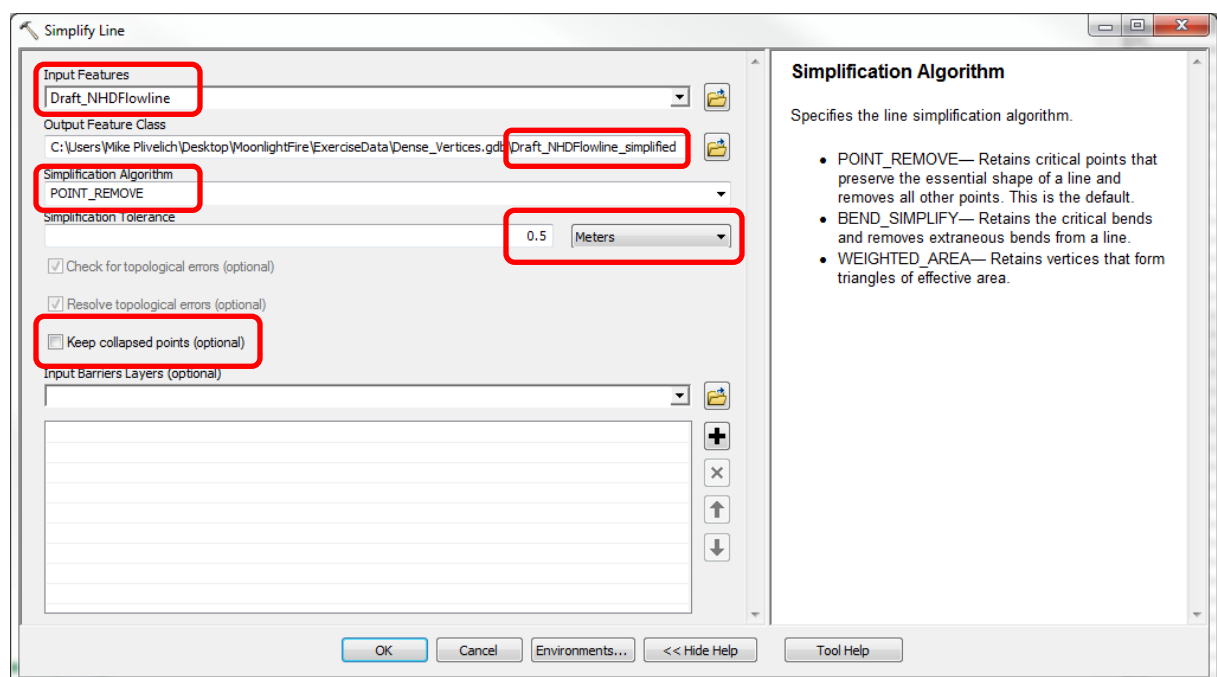 Simplify Line
Input Features
Draft_NHDFlowline
Output Feature Class
C:\Users\Mike Plivelich\Desktop\MoonlightFire\ExerciseData\Dense_Vertices.gdb\Draft_NHDFlowline_simplified
Simplification Algorithm
POINT_REMOVE
Simplification Tolerance
0.5 Meters
Check for topological errors (optional)
Resolve topological errors (optional)
Keep collapsed points (optional)
Input Barriers Layers (optional)
OK Cancel Environments... << Hide Help Tool Help
Simplification Algorithm
Specifies the line simplification algorithm.
• POINT_REMOVE— Retains critical points that
preserve the essential shape of a line and
removes all other points. This is the default.
• BEND_SIMPLIFY— Retains the critical bends
and removes extraneous bends from a line.
• WEIGHTED_AREA— Retains vertices that form
triangles of effective area.